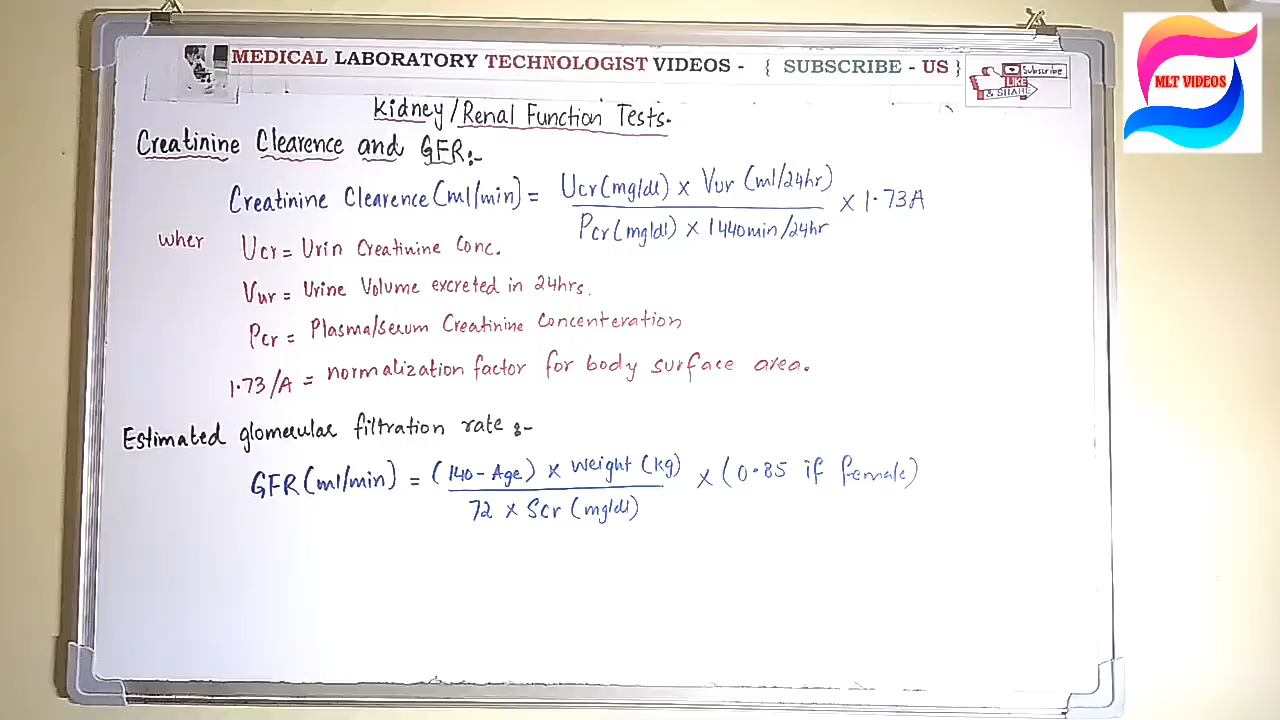 MEDICAL LABORATORY TECHNOLOGIST VIDEOS - { SUBSCRIBE - US }
Subscribe
LIKE
& SHARE
MLT VIDEOS
Kidney/Renal Function Tests.
Creatinine Clearence and GFR:-
Creatinine Clearence (ml/min) = Ucr (mg/dl) x Vur (ml/24hr)
Pcr (mg/dl) x 1440min/24hr
x 1.73A
wher Ucr = Urin Creatinine Conc.
Vur = Urine Volume excreted in 24hrs.
Pcr = Plasma/serum Creatinine Concenteration
1.73/A = normalization factor for body surface area.
Estimated glomerular filtration rate :-
GFR (ml/min) = (140 - Age) x Weight (kg)
72 x Scr (mg/dl)
x (0.85 if female)